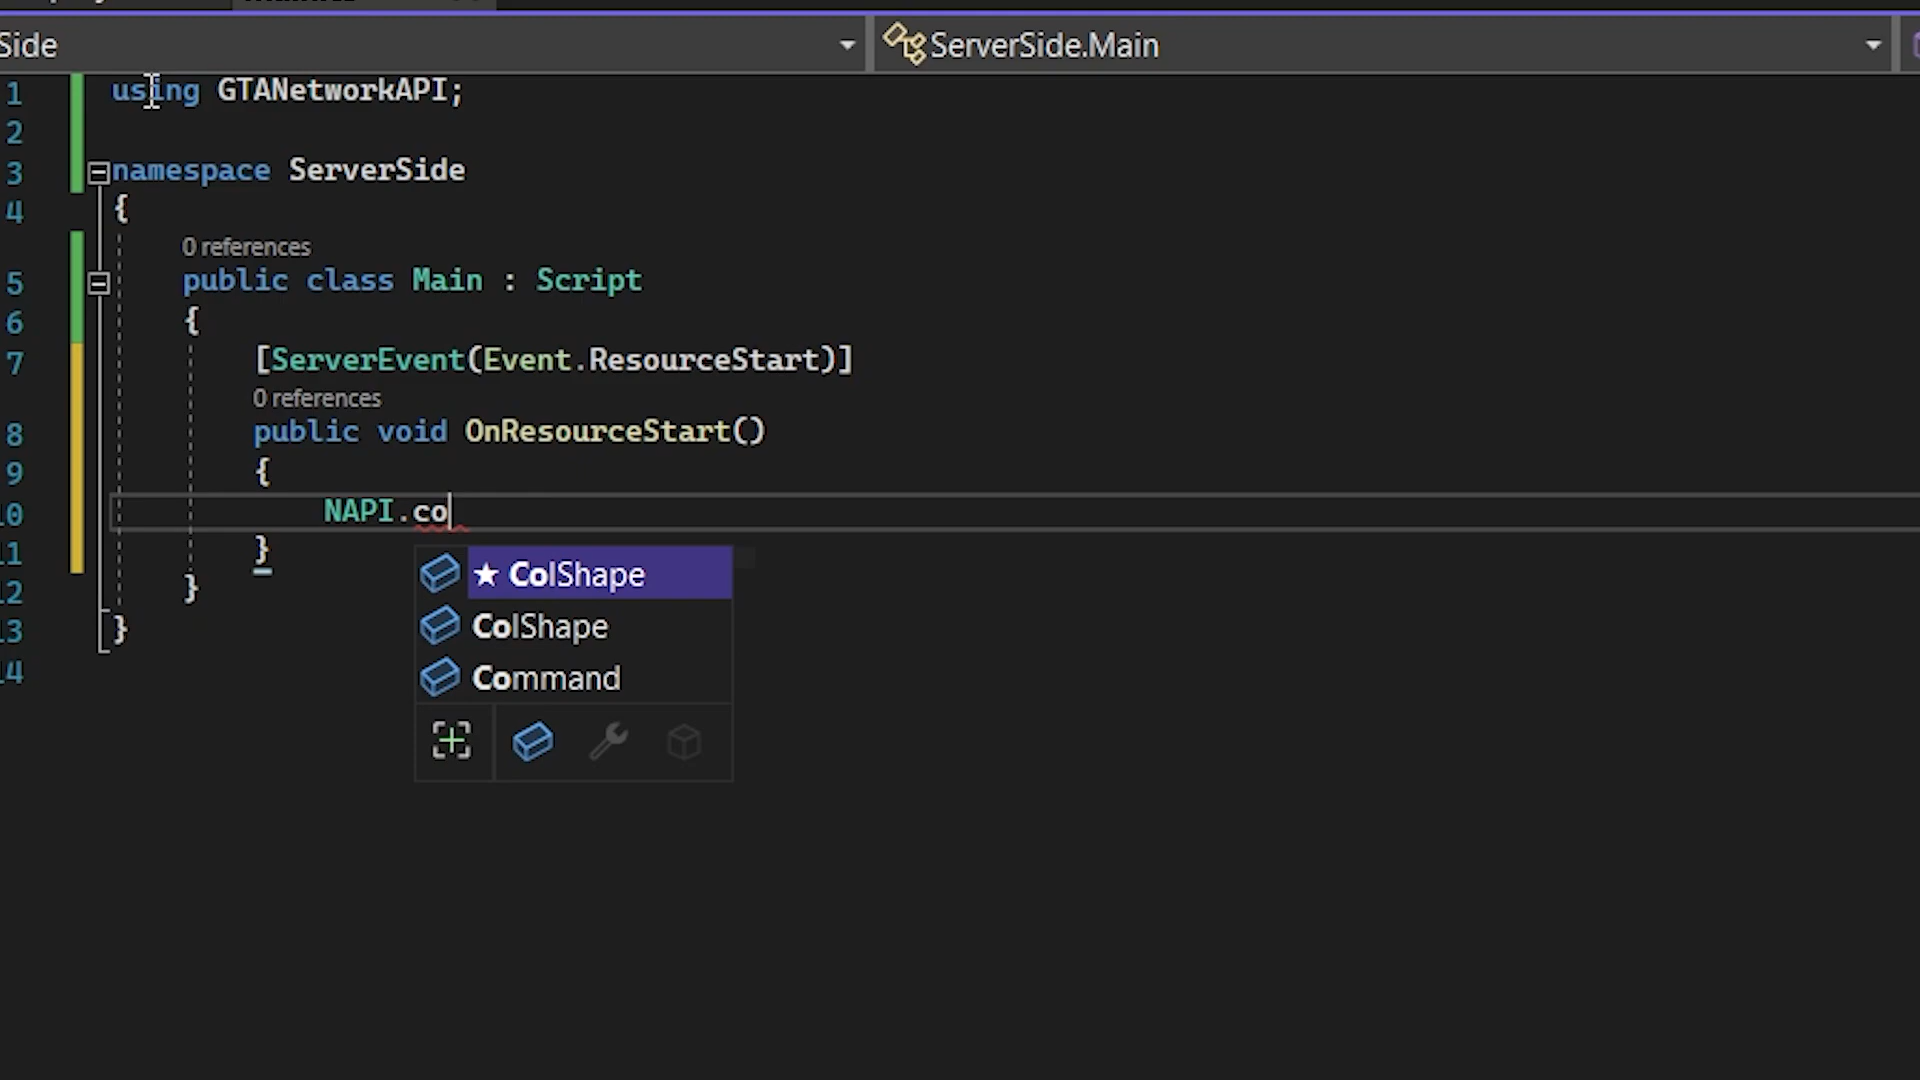 Side
ServerSide.Main
1 using GTANetworkAPI;
2
3 namespace ServerSide
4 {
0 references
5 public class Main : Script
6 {
7 [ServerEvent(Event.ResourceStart)]
0 references
8 public void OnResourceStart()
9 {
10 NAPI.co
11 }
12 }
13 }
14
★ ColShape
ColShape
Command